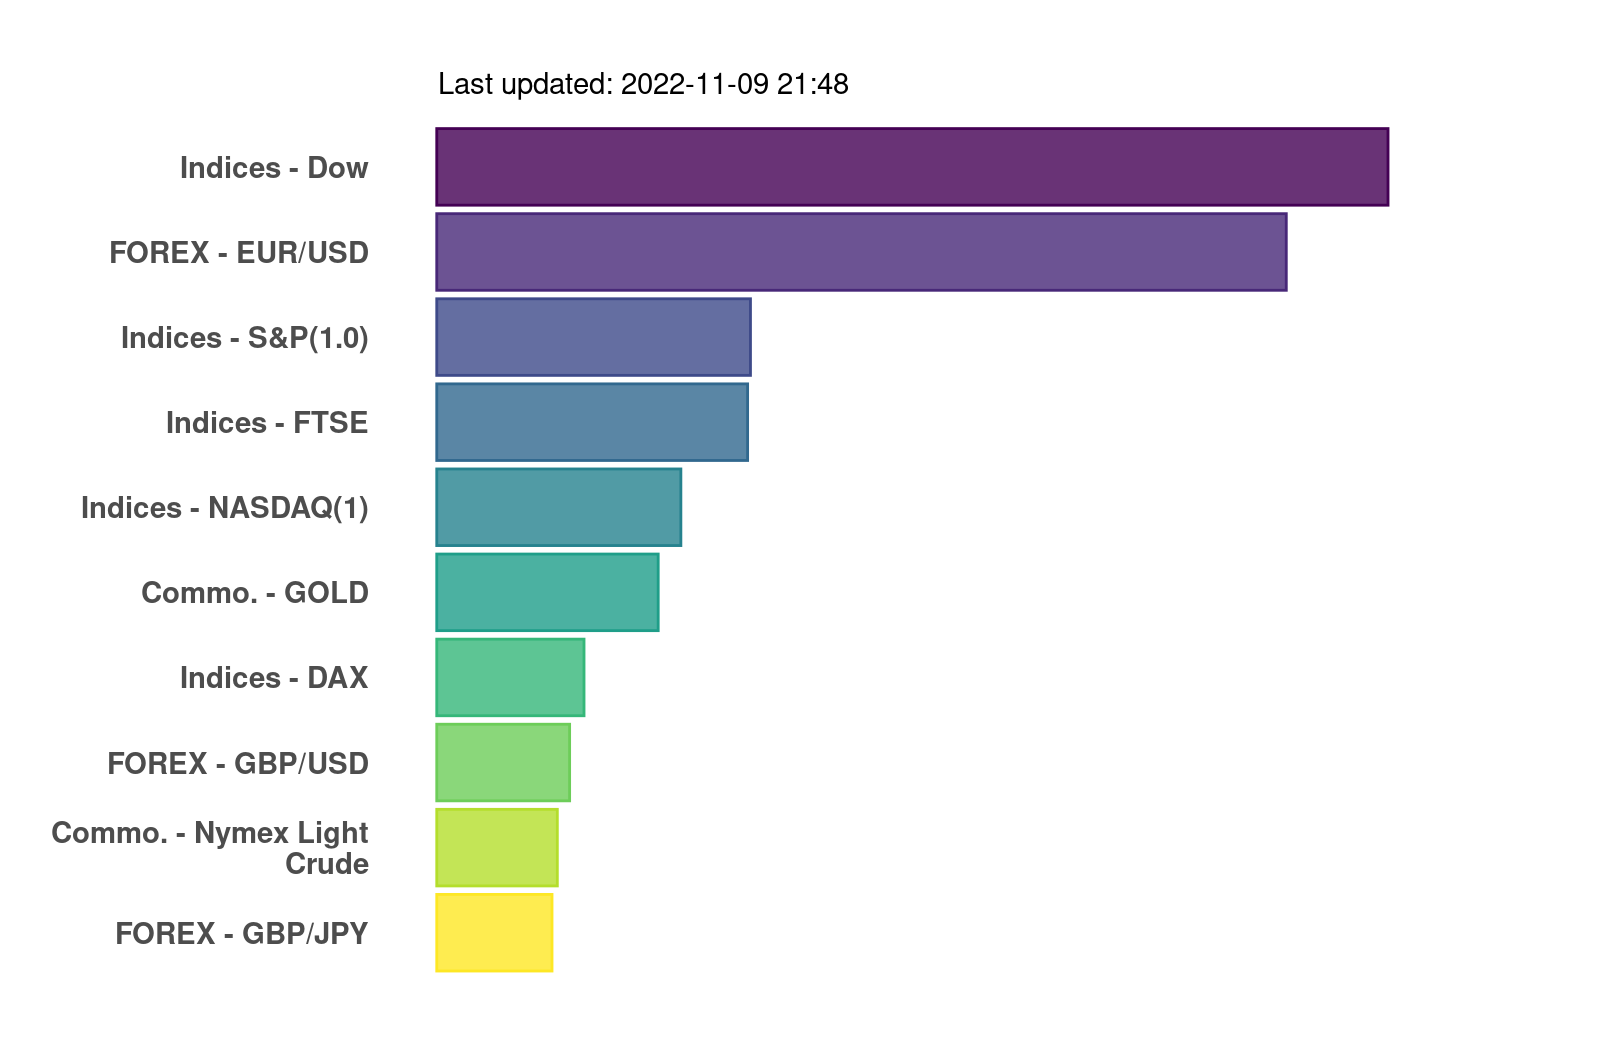 Last updated: 2022-11-09 21:48
Indices - Dow
FOREX - EUR/USD
Indices - S&P(1.0)
Indices - FTSE
Indices - NASDAQ(1)
Commo. - GOLD
Indices - DAX
FOREX - GBP/USD
Commo. - Nymex Light
Crude
FOREX - GBP/JPY